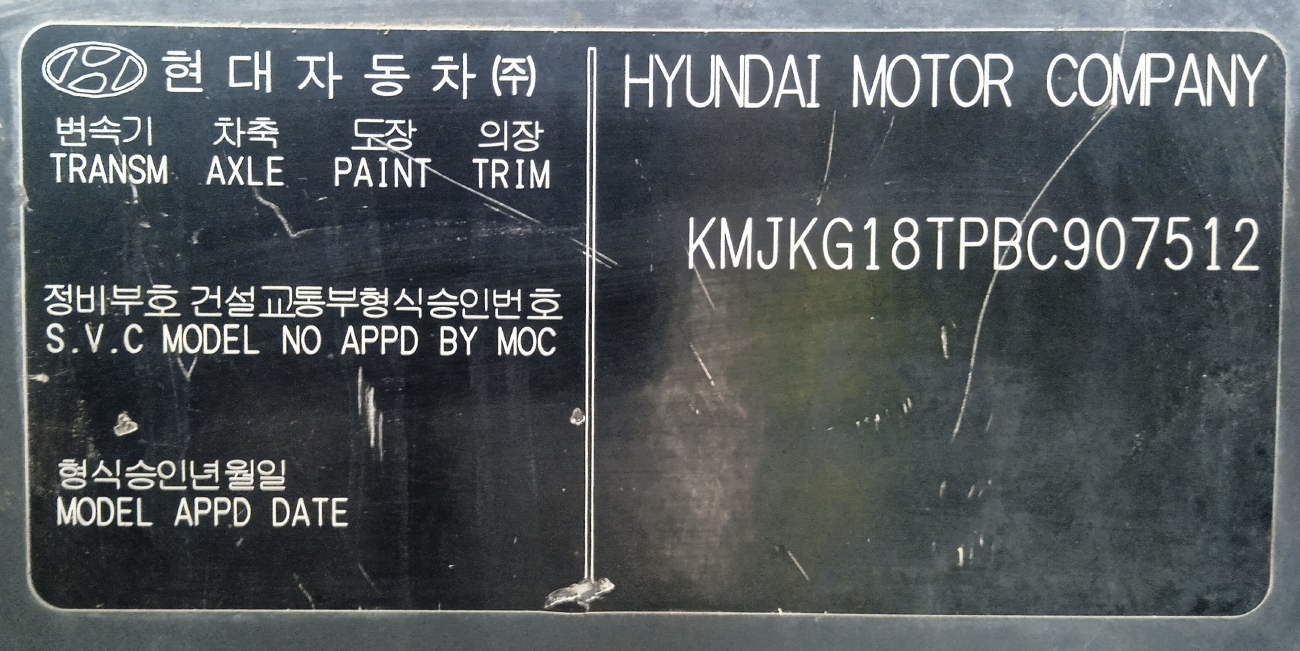 현대자동차(주)
변속기 차축 도장 의장
TRANSM AXLE PAINT TRIM
정비부호 건설교통부형식승인번호
S.V.C MODEL NO APPD BY MOC
형식승인년월일
MODEL APPD DATE
HYUNDAI MOTOR COMPANY
KMJKG18TPBC907512